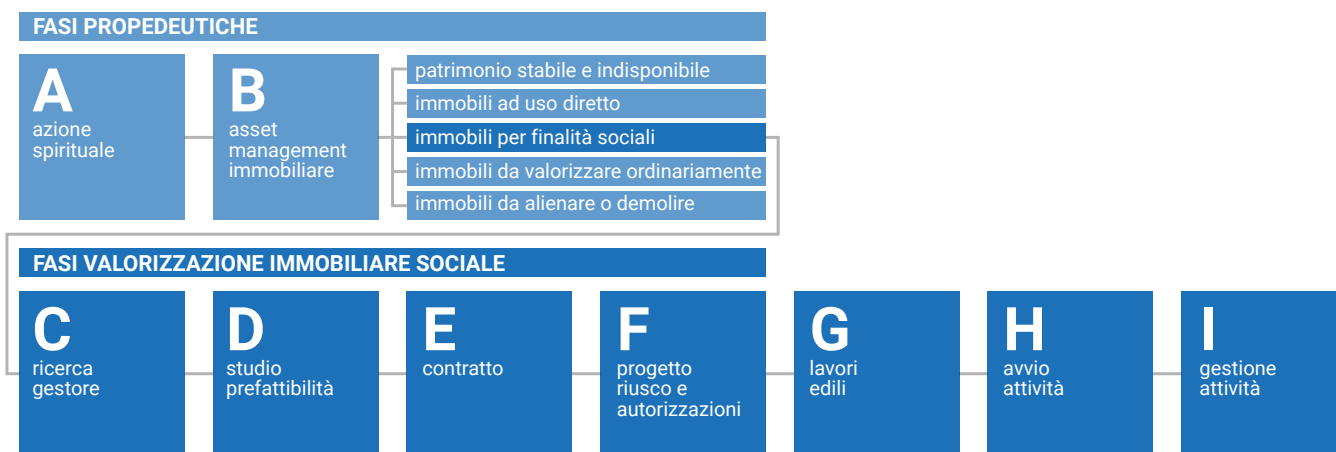 FASI PROPEDEUTICHE
A
azione
spirituale
B
asset
management
immobiliare
patrimonio stabile e indisponibile
immobili ad uso diretto
immobili per finalità sociali
immobili da valorizzare ordinariamente
immobili da alienare o demolire
FASI VALORIZZAZIONE IMMOBILIARE SOCIALE
C
ricerca
gestore
D
studio
prefattibilità
E
contratto
F
progetto
riusco e
autorizzazioni
G
lavori
edili
H
avvio
attività
I
gestione
attività